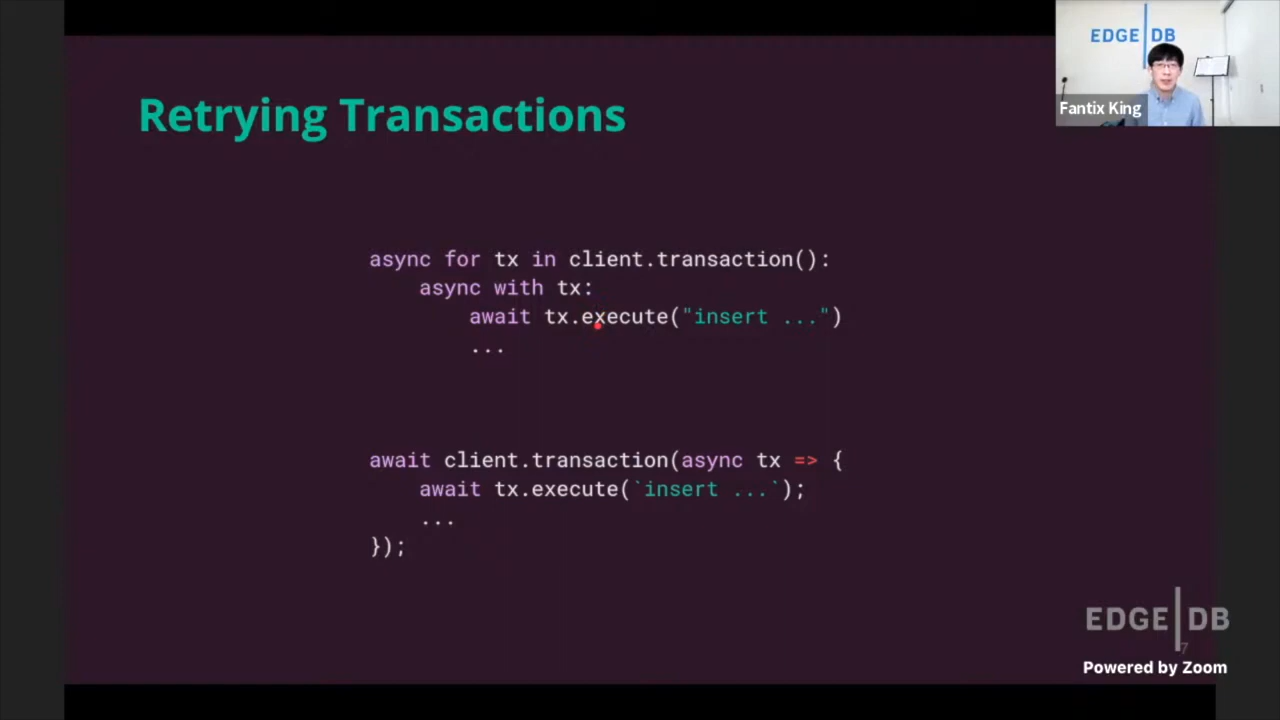 EDGE DB
Fantix King
Retrying Transactions
async for tx in client.transaction():
    async with tx:
        await tx.execute("insert ...")
        ...
await client.transaction(async tx => {
    await tx.execute(`insert ...`);
    ...
});
EDGE DB
7
Powered by Zoom